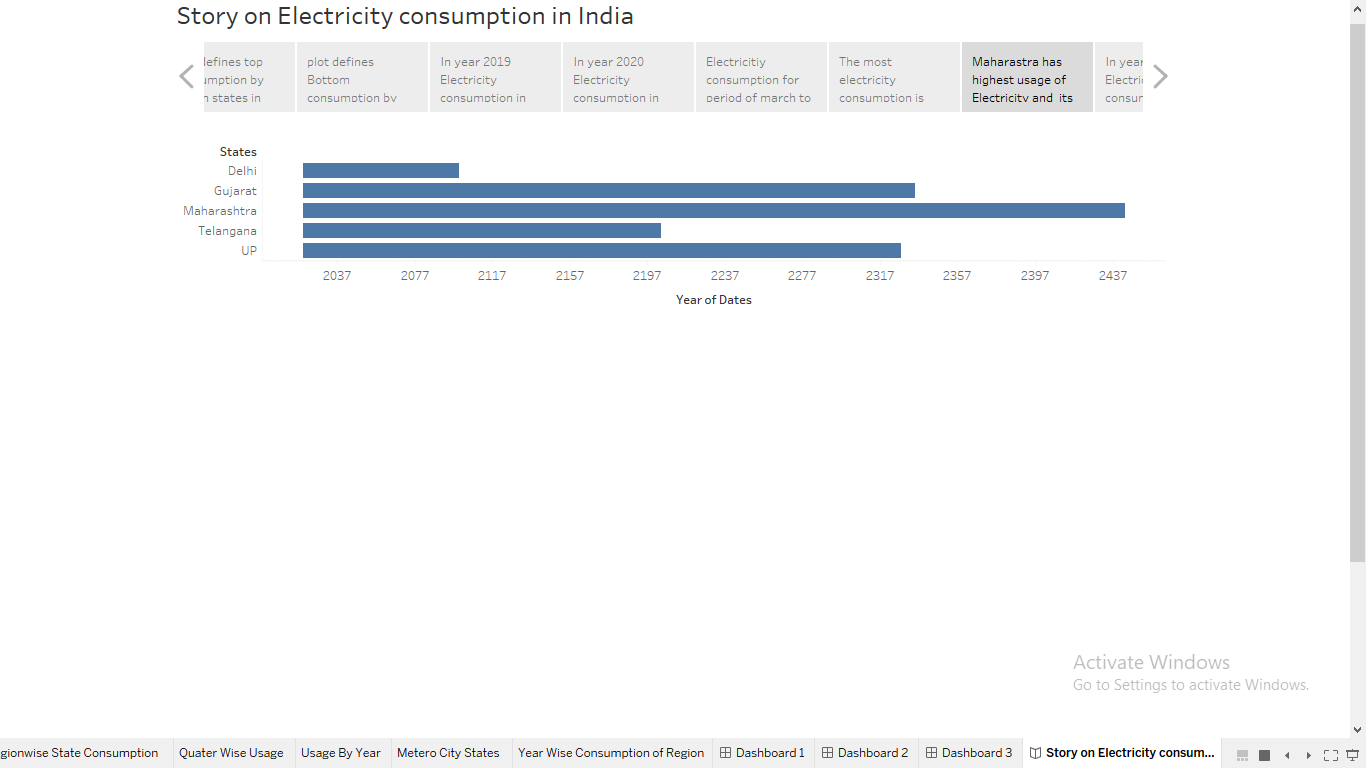 Story on Electricity consumption in India
defines top
umption by
n states in
plot defines
Bottom
consumption by
In year 2019
Electricity
consumption in
In year 2020
Electricity
consumption in
Electricitiy
consumption for
period of march to
The most
electricity
consumption is
Maharastra has
highest usage of
Electricity and its
In year
Electric
consum
States
Delhi
Gujarat
Maharashtra
Telangana
UP
2037 2077 2117 2157 2197 2237 2277 2317 2357 2397 2437
Year of Dates
Activate Windows
Go to Settings to activate Windows.
gionwise State Consumption Quater Wise Usage Usage By Year Metero City States Year Wise Consumption of Region Dashboard 1 Dashboard 2 Dashboard 3 Story on Electricity consum...